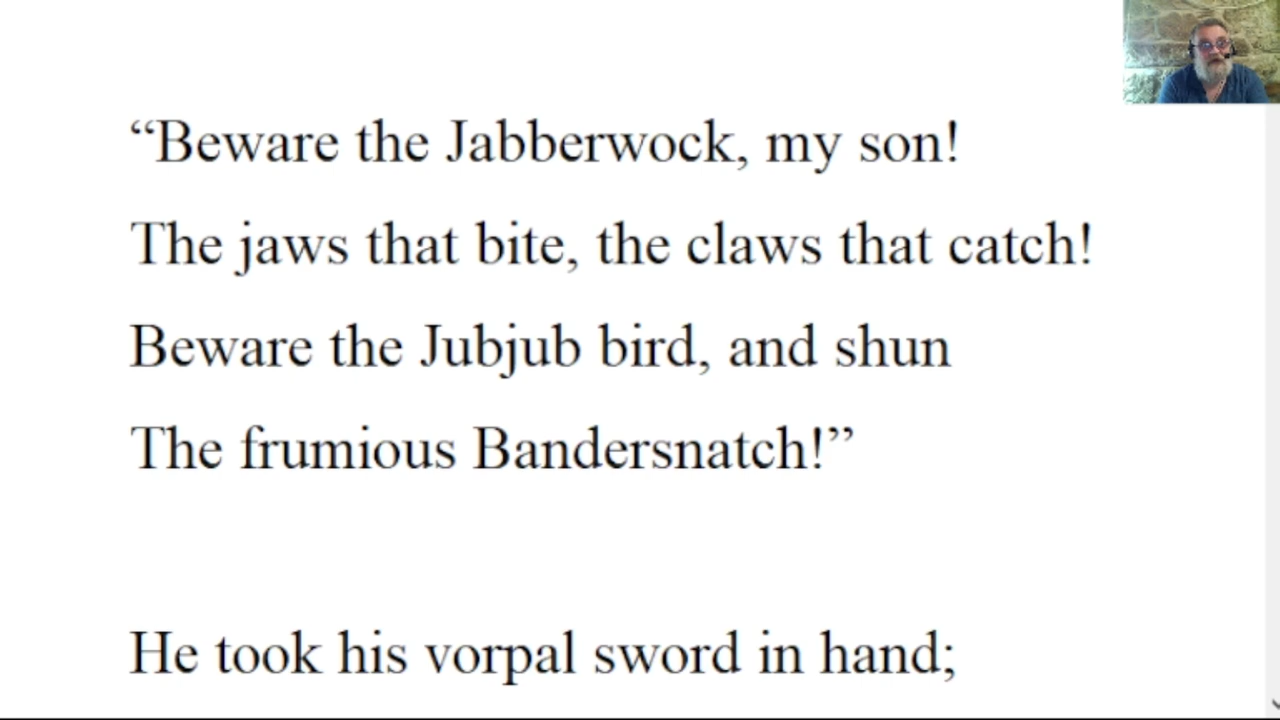 “Beware the Jabberwock, my son!
The jaws that bite, the claws that catch!
Beware the Jubjub bird, and shun
The frumious Bandersnatch!”
He took his vorpal sword in hand;